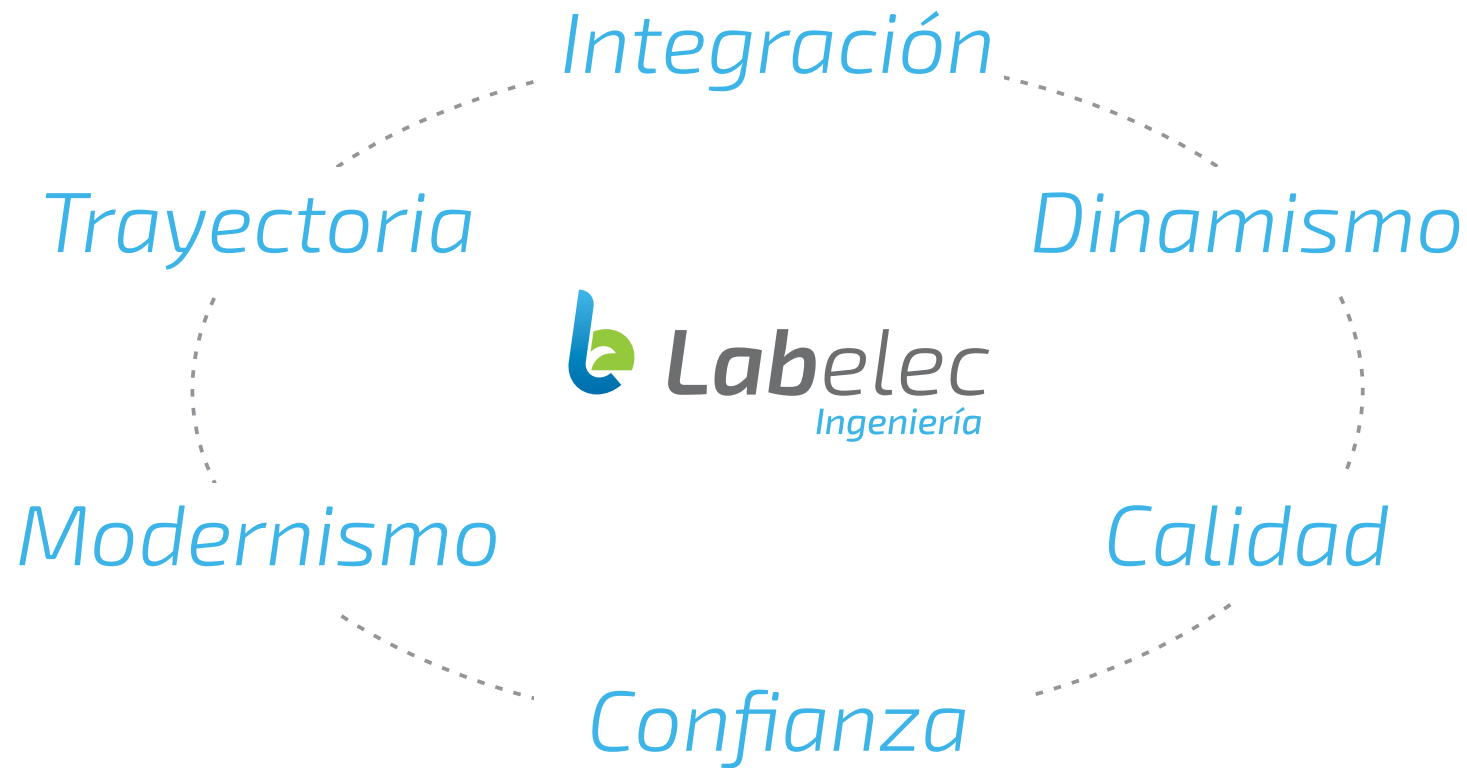 Integración
Trayectoria
Dinamismo
Labelec
Ingeniería
Modernismo
Calidad
Confianza